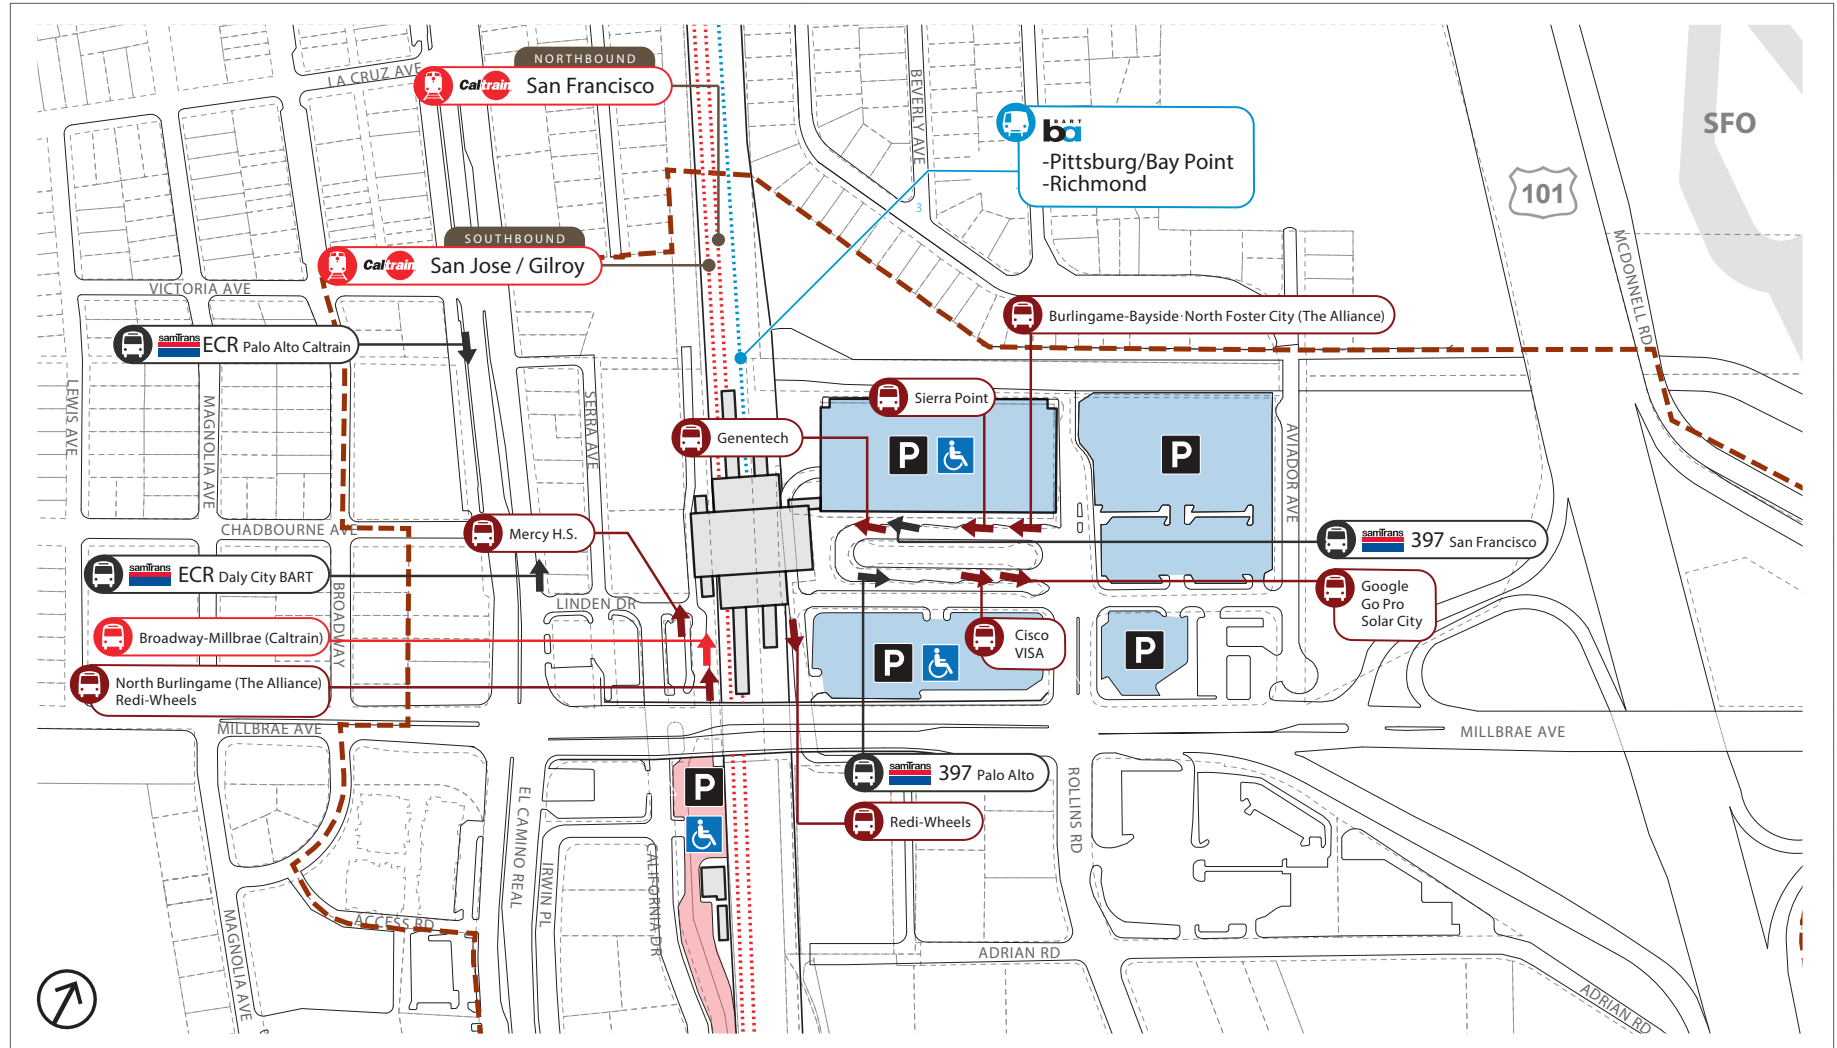 LA CRUZ AVE
NORTHBOUND
Caltrain San Francisco
BEVERLY AVE
BART
ba
-Pittsburg/Bay Point
-Richmond
SFO
101
3
SOUTHBOUND
Caltrain San Jose / Gilroy
VICTORIA AVE
MCDONNELL RD
Burlingame-Bayside·North Foster City (The Alliance)
samTrans ECR Palo Alto Caltrain
LEWIS AVE
MAGNOLIA AVE
SERRA AVE
Sierra Point
Genentech
P
P
AVIADOR AVE
CHADBOURNE AVE
Mercy H.S.
samTrans 397 San Francisco
samTrans ECR Daly City BART
BROADWAY
LINDEN DR
Google
Go Pro
Solar City
Broadway-Millbrae (Caltrain)
Cisco
VISA
P
P
North Burlingame (The Alliance)
Redi-Wheels
MILLBRAE AVE
MILLBRAE AVE
samTrans 397 Palo Alto
P
Redi-Wheels
ROLLINS RD
EL CAMINO REAL
IRWIN PL
CALIFORNIA DR
MAGNOLIA AVE
ACCESS RD
ADRIAN RD
ADRIAN RD